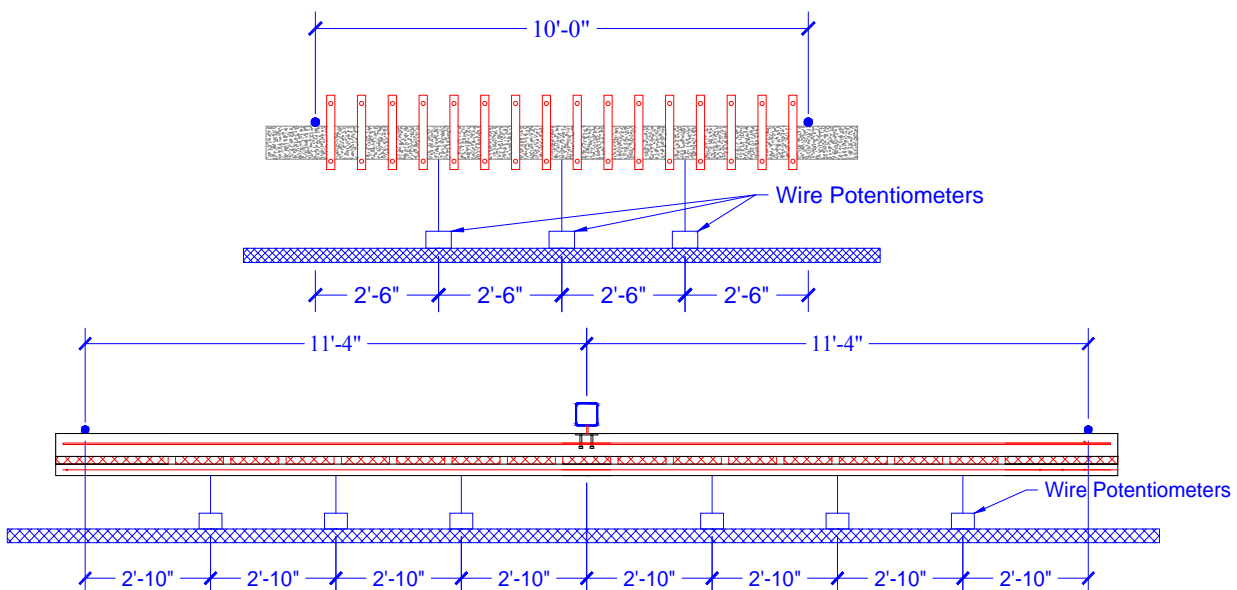 10'-0"
Wire Potentiometers
2'-6" 2'-6" 2'-6" 2'-6"
11'-4" 11'-4"
Wire Potentiometers
2'-10" 2'-10" 2'-10" 2'-10" 2'-10" 2'-10" 2'-10" 2'-10"